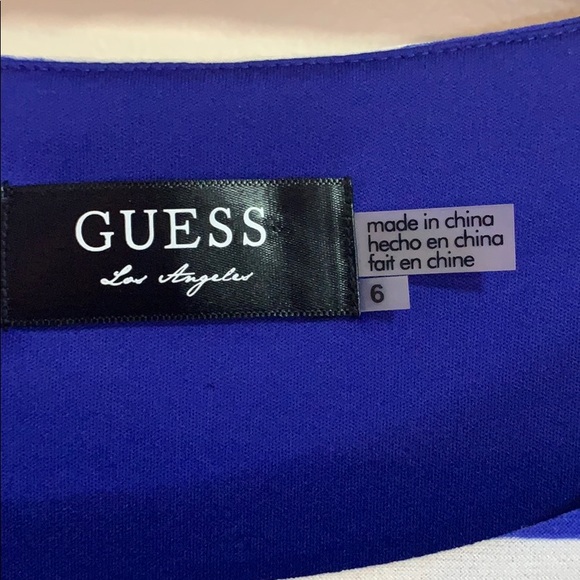 GUESS
Los Angeles
made in china
hecho en china
fait en chine
6